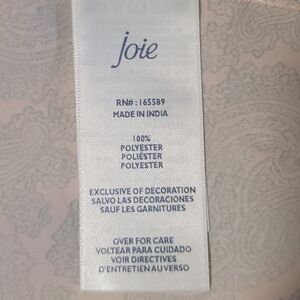 joie
RN#: 165589
MADE IN INDIA
100%
POLYESTER
POLIÉSTER
POLYESTER
EXCLUSIVE OF DECORATION
SALVO LAS DECORACIONES
SAUF LES GARNITURES
OVER FOR CARE
VOLTEAR PARA CUIDADO
VOIR DIRECTIVES
D'ENTRETIEN AU VERSO